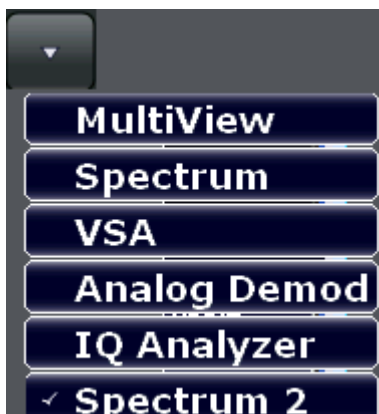 MultiView
Spectrum
VSA
Analog Demod
IQ Analyzer
Spectrum 2